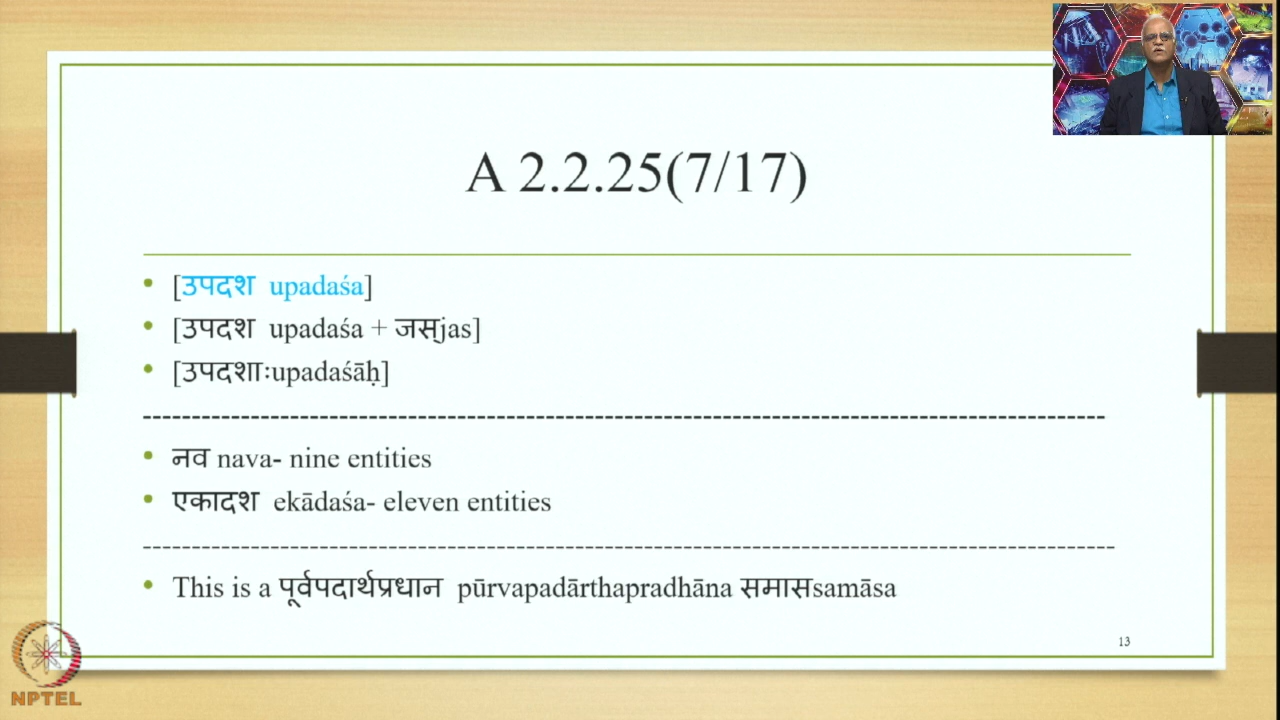 A 2.2.25(7/17)
• [उपदश upadaśa]
• [उपदश upadaśa + जस्jas]
• [उपदशाःupadaśāḥ]
• नव nava- nine entities
• एकादश ekādaśa- eleven entities
• This is a पूर्वपदार्थप्रधान pūrvapadārthapradhāna समासsamāsa
13
NPTEL